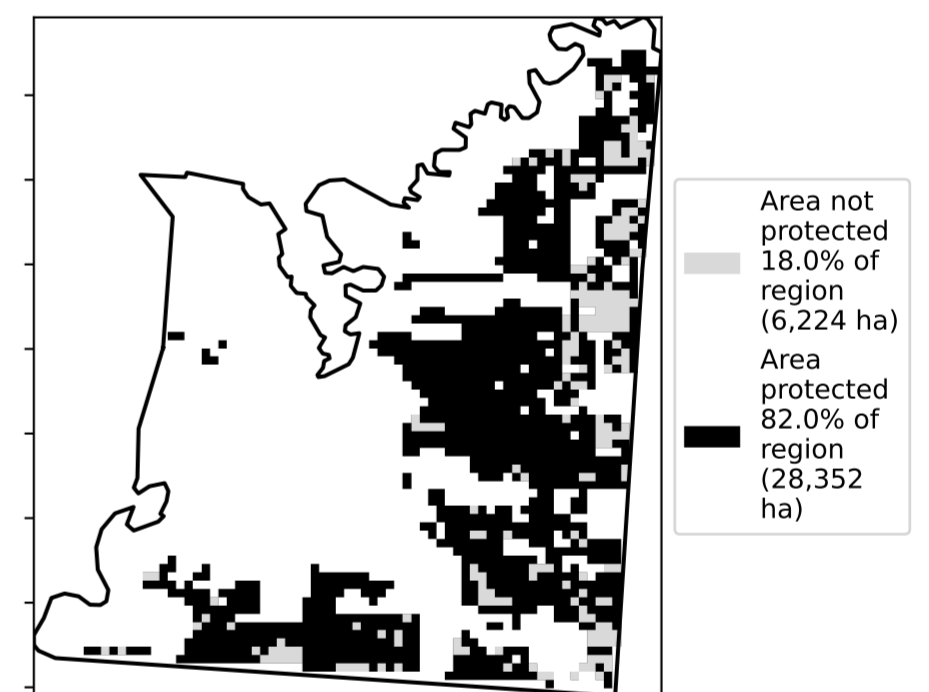 Area not
protected
18.0% of
region
(6,224 ha)
Area
protected
82.0% of
region
(28,352
ha)